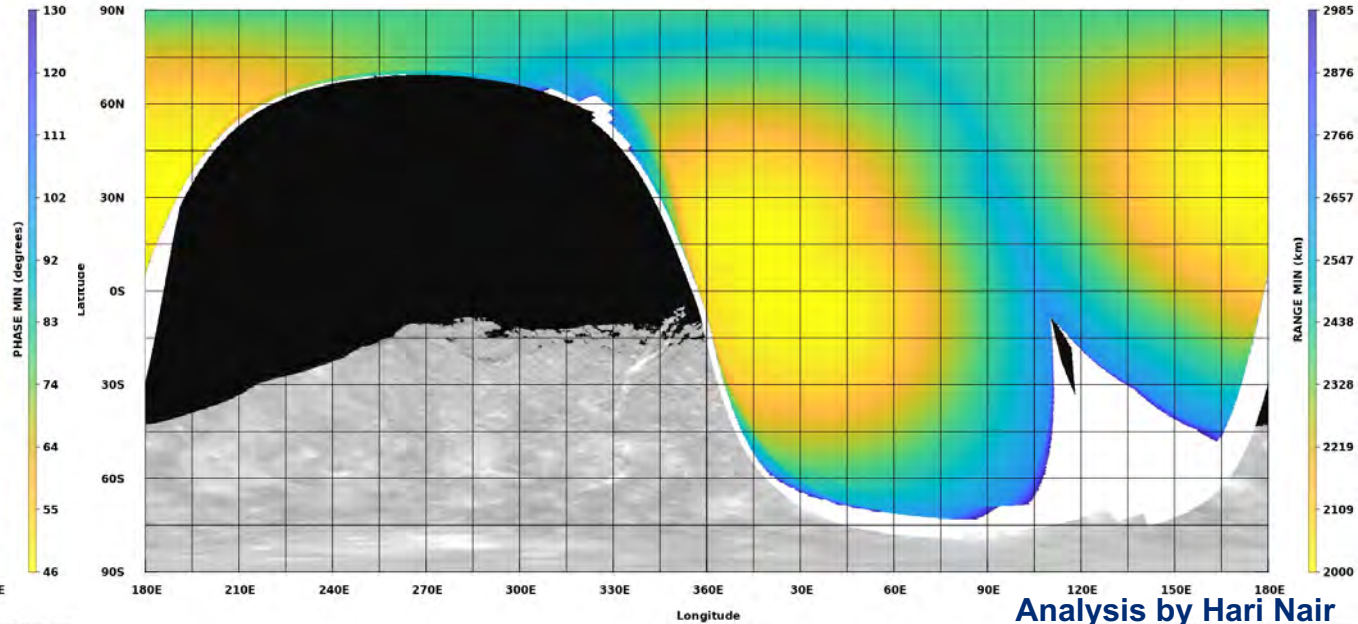 130
120
111
102
92
83
74
64
55
46
PHASE MIN (degrees)
90N
60N
30N
0S
30S
60S
90S
Latitude
180E
210E
240E
270E
300E
330E
360E
30E
60E
90E
120E
150E
180E
Longitude
2985
2876
2766
2657
2547
2438
2328
2219
2109
2000
RANGE MIN (km)
Analysis by Hari Nair